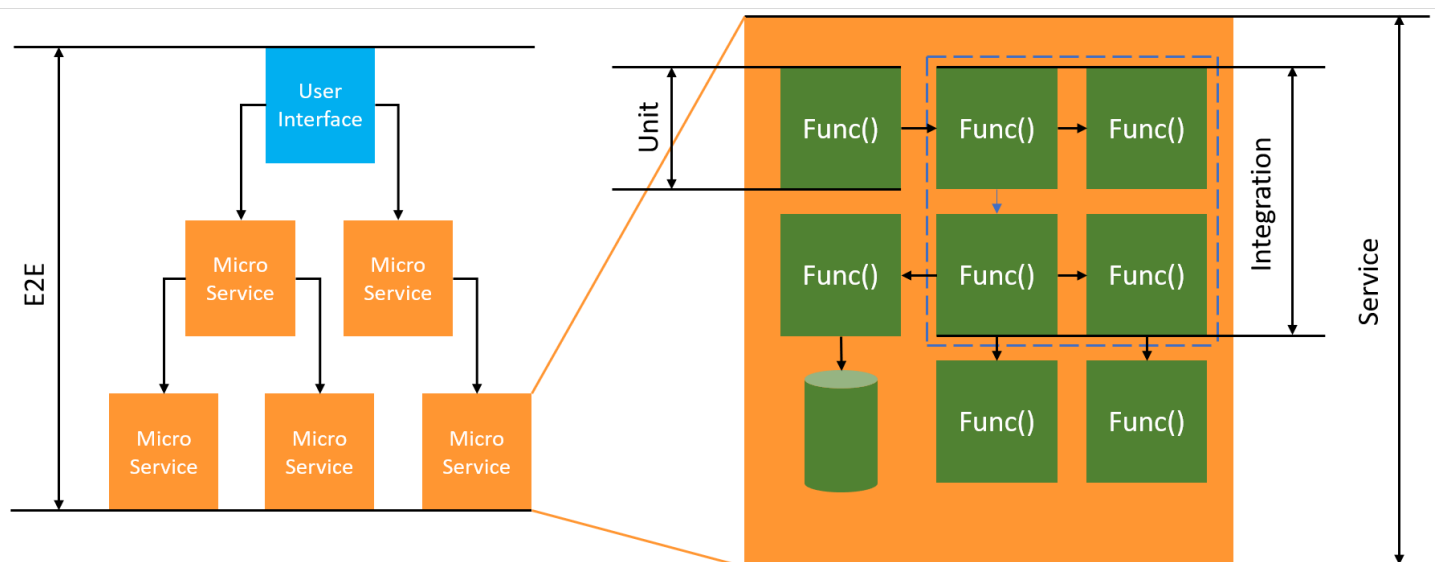 E2E
User
Interface
Micro
Service
Micro
Service
Micro
Service
Micro
Service
Micro
Service
Unit
Func()
Func()
Func()
Func()
Func()
Func()
Func()
Func()
Integration
Service